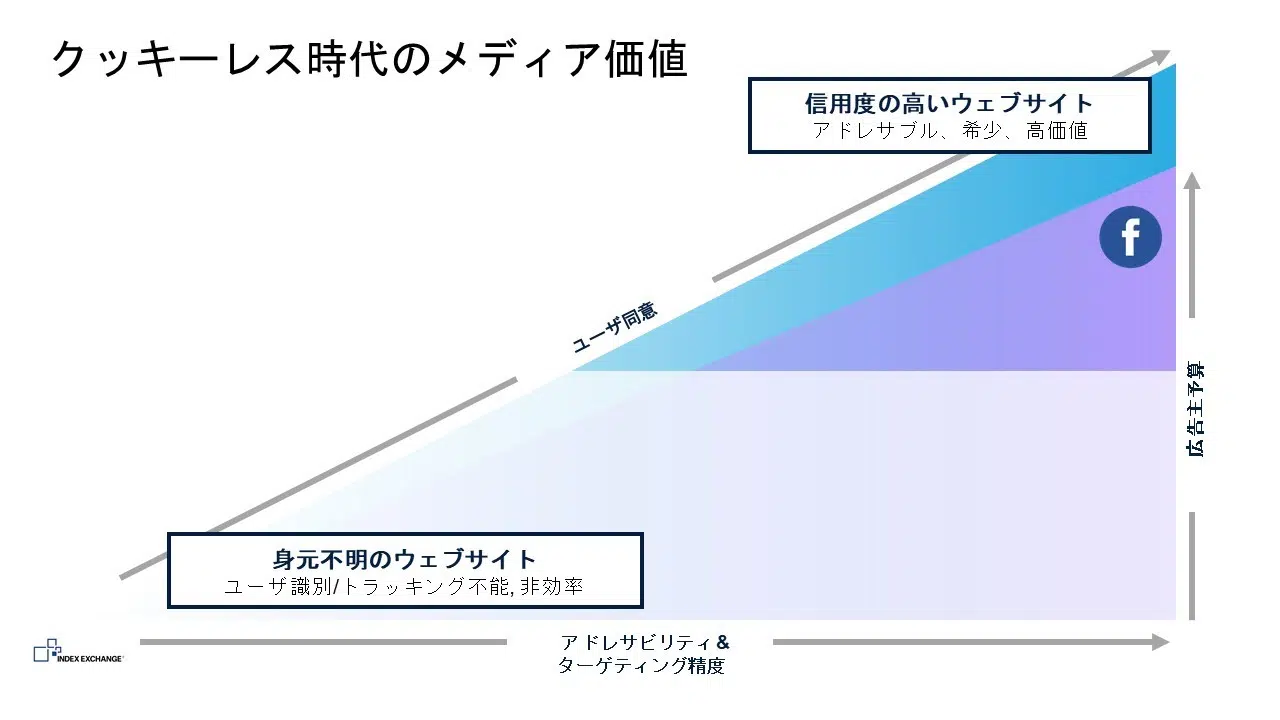 クッキーレス時代のメディア価値
信用度の高いウェブサイト
アドレサブル、希少、高価値
f
ユーザ同意
広告主予算
身元不明のウェブサイト
ユーザ識別/トラッキング不能, 非効率
アドレサビリティ&
ターゲティング精度
INDEX EXCHANGE